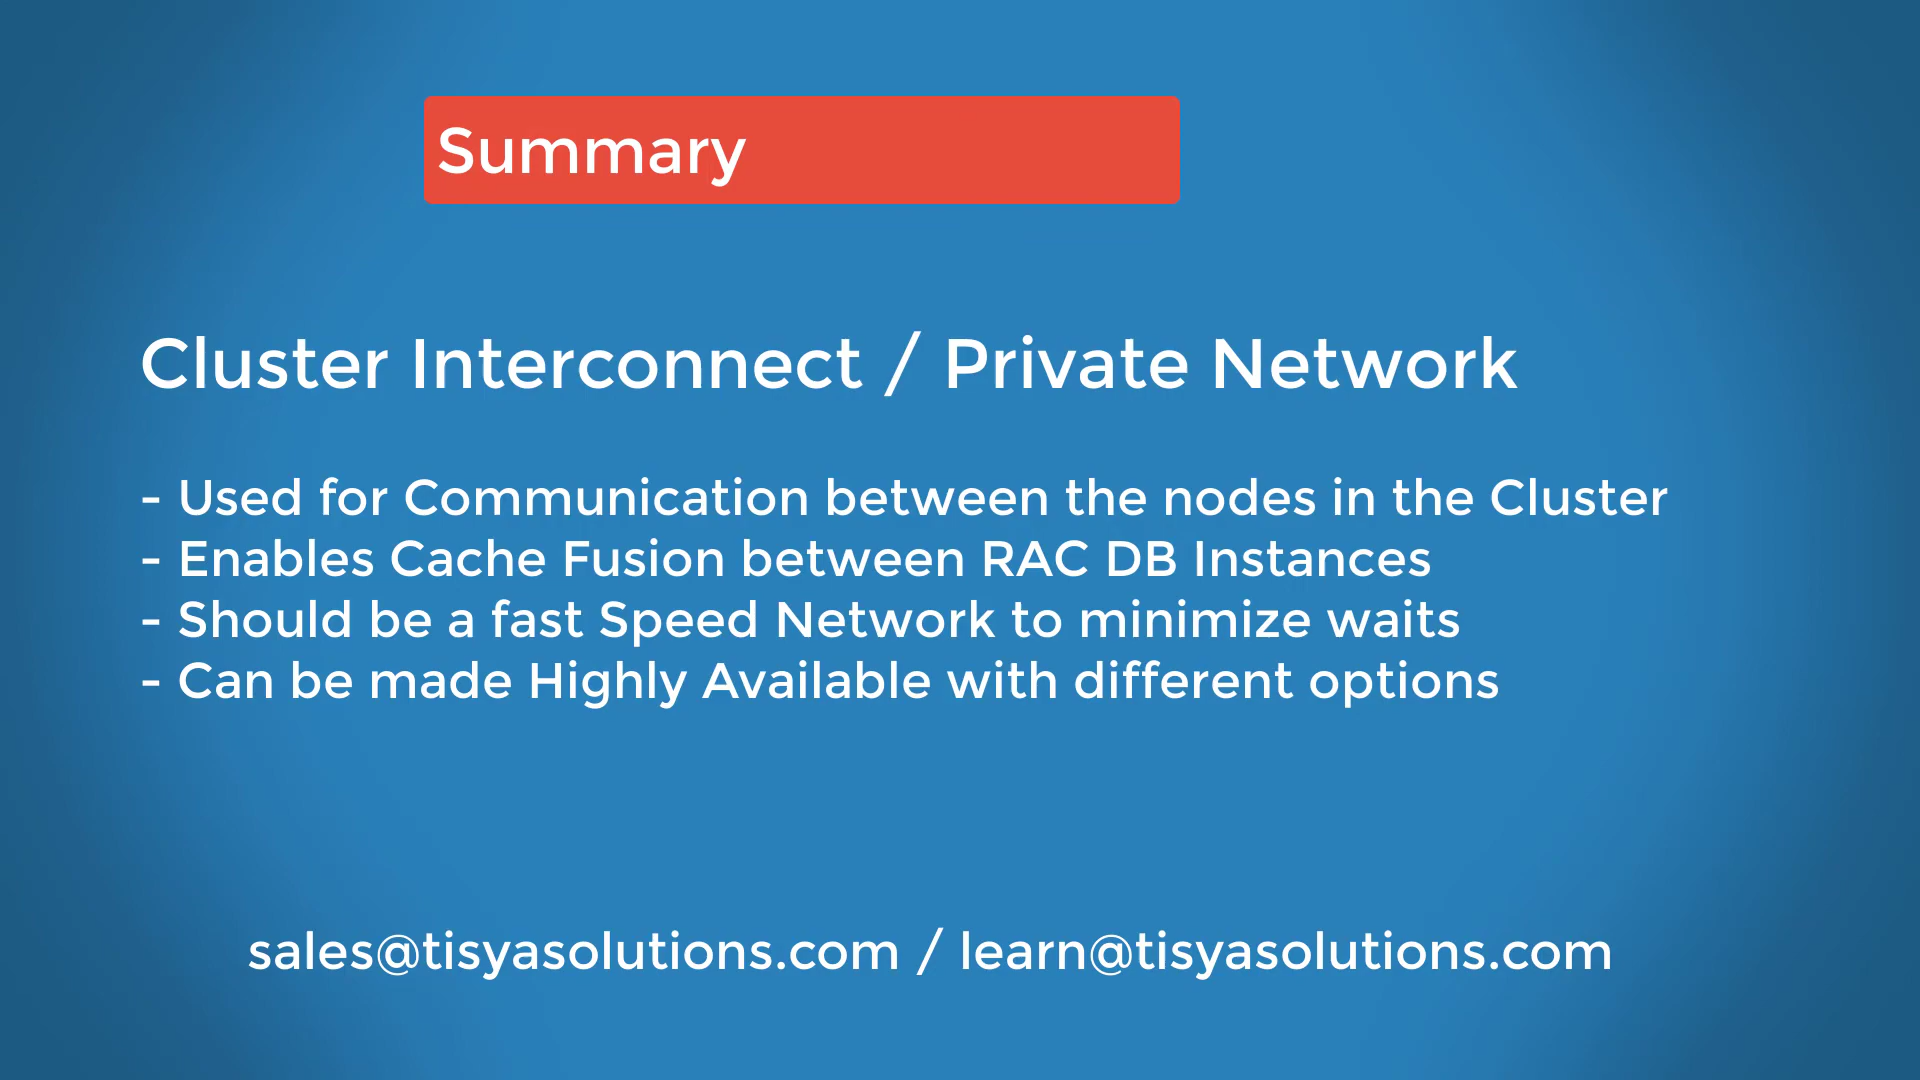 Summary
Cluster Interconnect / Private Network
- Used for Communication between the nodes in the Cluster
- Enables Cache Fusion between RAC DB Instances
- Should be a fast Speed Network to minimize waits
- Can be made Highly Available with different options
sales@tisyasolutions.com / learn@tisyasolutions.com